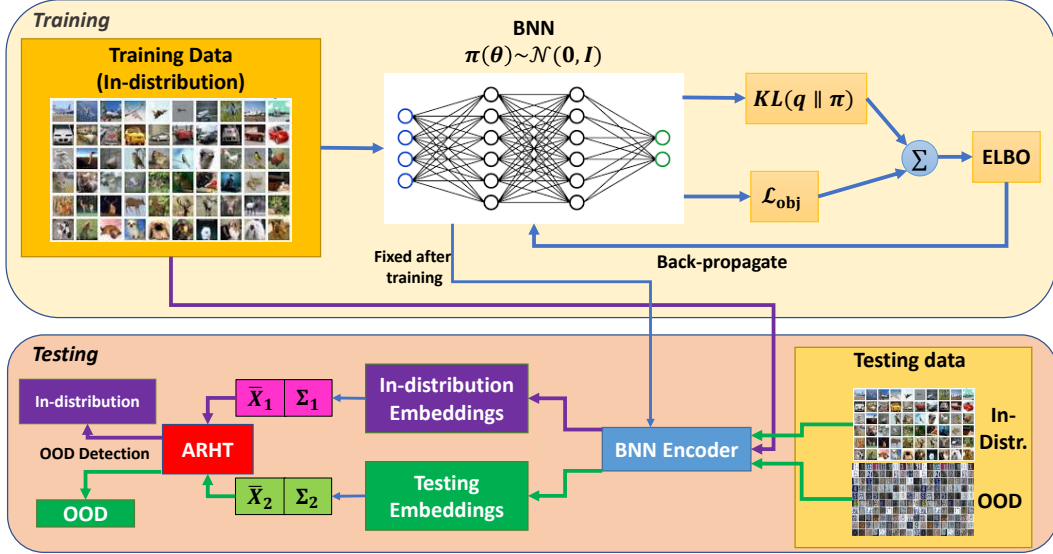 Training
Training Data
(In-distribution)
BNN
π(θ)~𝒩(0, I)
KL(q ∥ π)
ℒobj
Σ
ELBO
Fixed after
training
Back-propagate
Testing
In-distribution
OOD Detection
OOD
ARHT
X̄₁ Σ₁
X̄₂ Σ₂
In-distribution
Embeddings
Testing
Embeddings
BNN Encoder
Testing data
In-
Distr.
OOD